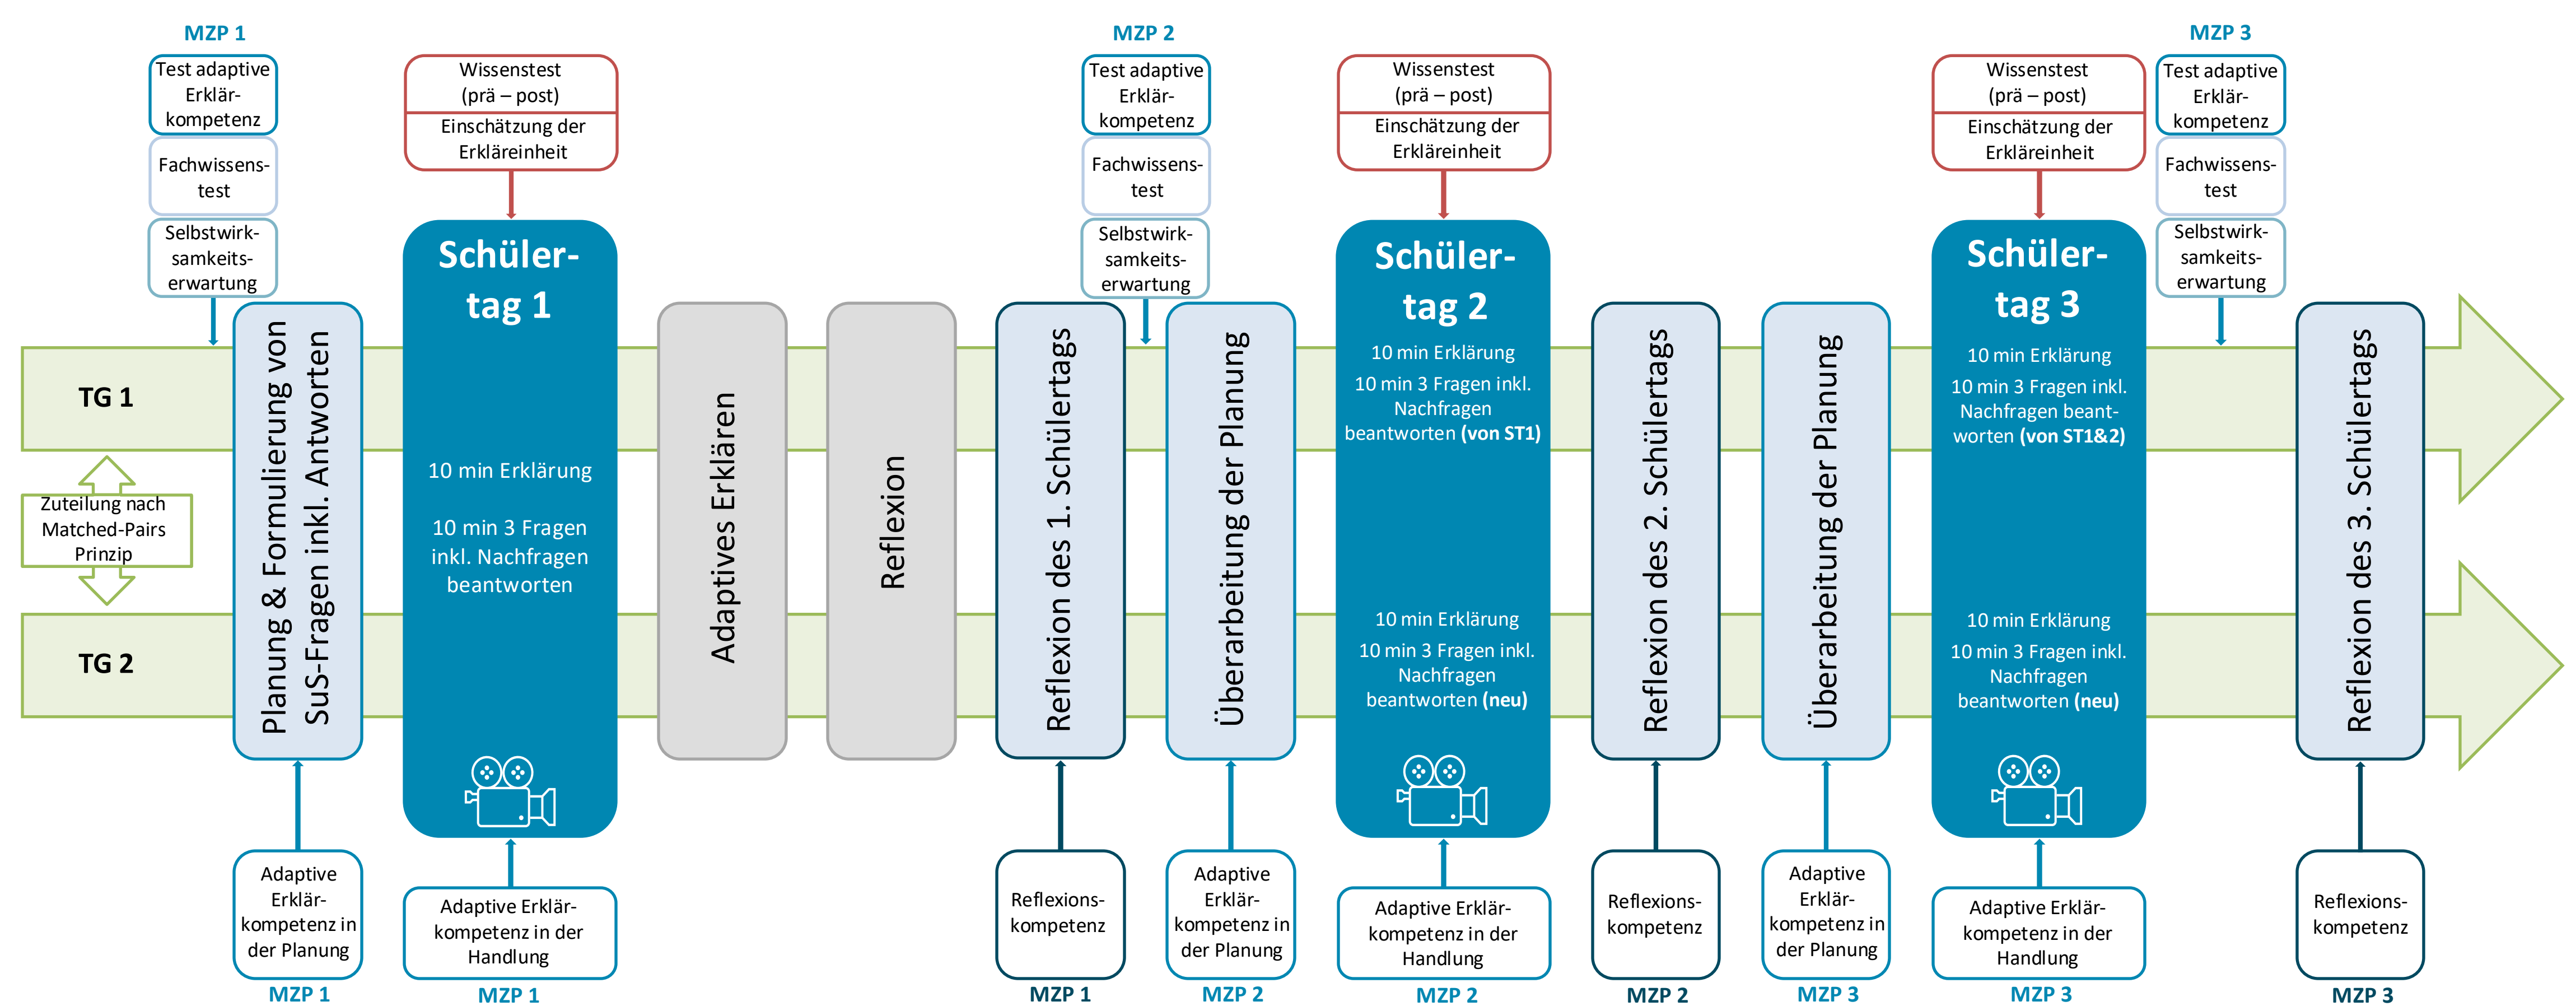 MZP 1
Test adaptive
Erklär-
kompetenz
Fachwissens-
test
Selbstwirk-
samkeits-
erwartung
Wissenstest
(prä – post)
Einschätzung der
Erkläreinheit
MZP 2
Test adaptive
Erklär-
kompetenz
Fachwissens-
test
Selbstwirk-
samkeits-
erwartung
Wissenstest
(prä – post)
Einschätzung der
Erkläreinheit
Wissenstest
(prä – post)
Einschätzung der
Erkläreinheit
MZP 3
Test adaptive
Erklär-
kompetenz
Fachwissens-
test
Selbstwirk-
samkeits-
erwartung
TG 1
Zuteilung nach
Matched-Pairs
Prinzip
TG 2
Planung & Formulierung von
SuS-Fragen inkl. Antworten
Schüler-
tag 1
10 min Erklärung
10 min 3 Fragen
inkl. Nachfragen
beantworten
Adaptives Erklären
Reflexion
Reflexion des 1. Schülertags
Überarbeitung der Planung
Schüler-
tag 2
10 min Erklärung
10 min 3 Fragen inkl.
Nachfragen
beantworten (von ST1)
10 min Erklärung
10 min 3 Fragen inkl.
Nachfragen
beantworten (neu)
Reflexion des 2. Schülertags
Überarbeitung der Planung
Schüler-
tag 3
10 min Erklärung
10 min 3 Fragen inkl.
Nachfragen beant-
worten (von ST1&2)
10 min Erklärung
10 min 3 Fragen inkl.
Nachfragen
beantworten (neu)
Reflexion des 3. Schülertags
Adaptive
Erklär-
kompetenz in
der Planung
MZP 1
Adaptive Erklär-
kompetenz in der
Handlung
MZP 1
Reflexions-
kompetenz
MZP 1
Adaptive
Erklär-
kompetenz in
der Planung
MZP 2
Adaptive Erklär-
kompetenz in der
Handlung
MZP 2
Reflexions-
kompetenz
MZP 2
Adaptive
Erklär-
kompetenz in
der Planung
MZP 3
Adaptive Erklär-
kompetenz in der
Handlung
MZP 3
Reflexions-
kompetenz
MZP 3